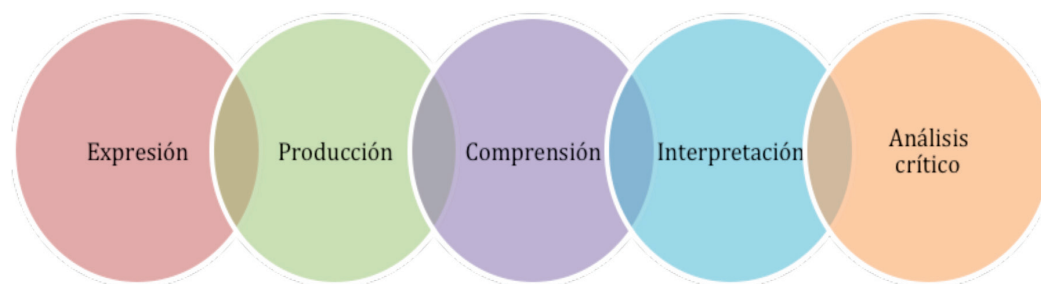 Expresión
Producción
Comprensión
Interpretación
Análisis
crítico